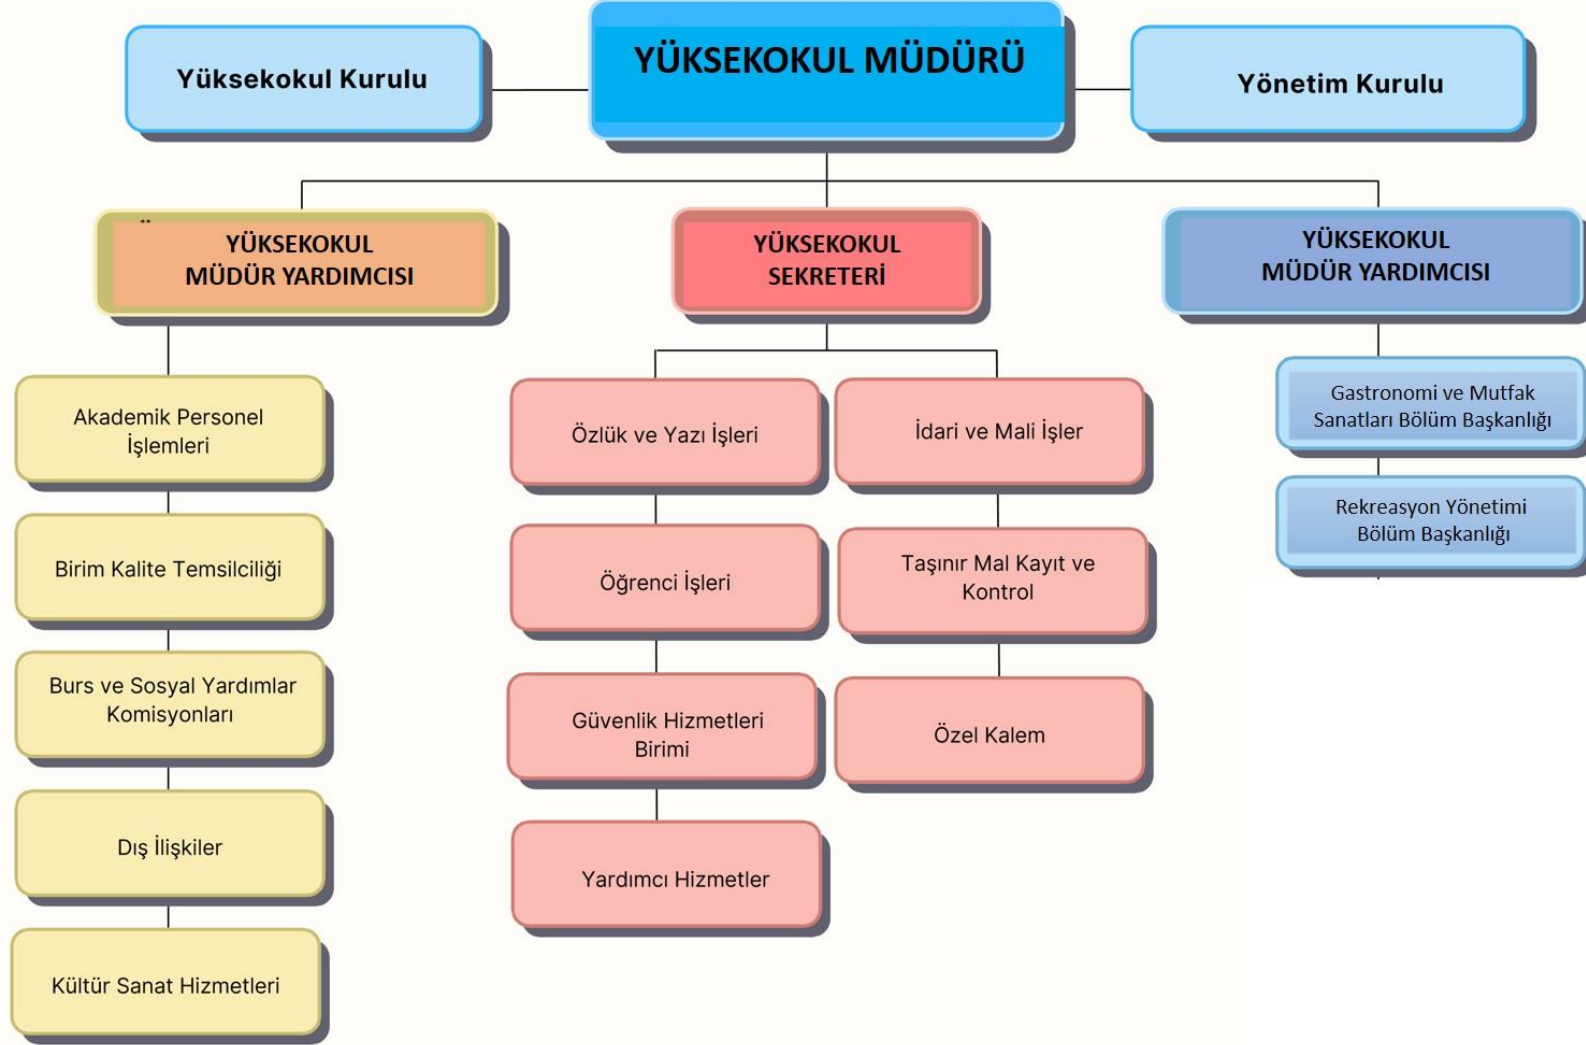 Yüksekokul Kurulu
YÜKSEKOKUL MÜDÜRÜ
Yönetim Kurulu
YÜKSEKOKUL
MÜDÜR YARDIMCISI
YÜKSEKOKUL
SEKRETERİ
YÜKSEKOKUL
MÜDÜR YARDIMCISI
Akademik Personel
İşlemleri
Birim Kalite Temsilciliği
Burs ve Sosyal Yardımlar
Komisyonları
Dış İlişkiler
Kültür Sanat Hizmetleri
Özlük ve Yazı İşleri
Öğrenci İşleri
Güvenlik Hizmetleri
Birimi
Yardımcı Hizmetler
İdari ve Mali İşler
Taşınır Mal Kayıt ve
Kontrol
Özel Kalem
Gastronomi ve Mutfak
Sanatları Bölüm Başkanlığı
Rekreasyon Yönetimi
Bölüm Başkanlığı